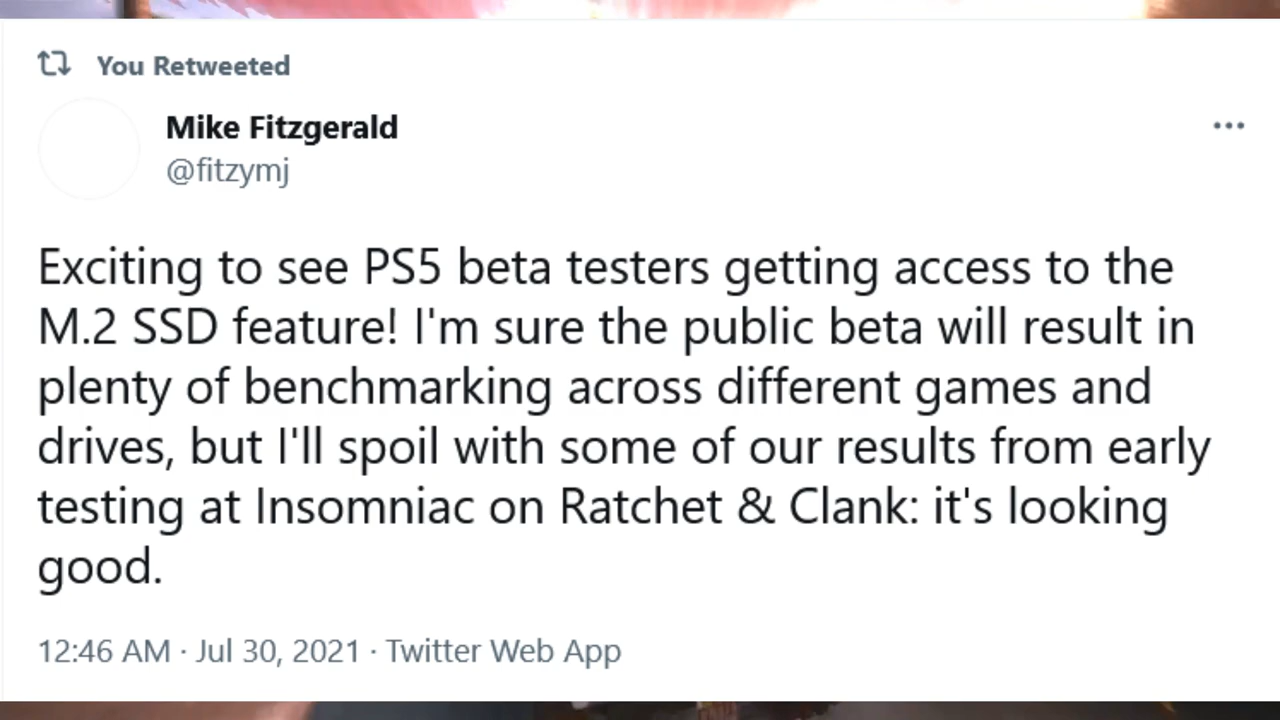 You Retweeted
Mike Fitzgerald
@fitzymj
Exciting to see PS5 beta testers getting access to the
M.2 SSD feature! I'm sure the public beta will result in
plenty of benchmarking across different games and
drives, but I'll spoil with some of our results from early
testing at Insomniac on Ratchet & Clank: it's looking
good.
12:46 AM · Jul 30, 2021 · Twitter Web App